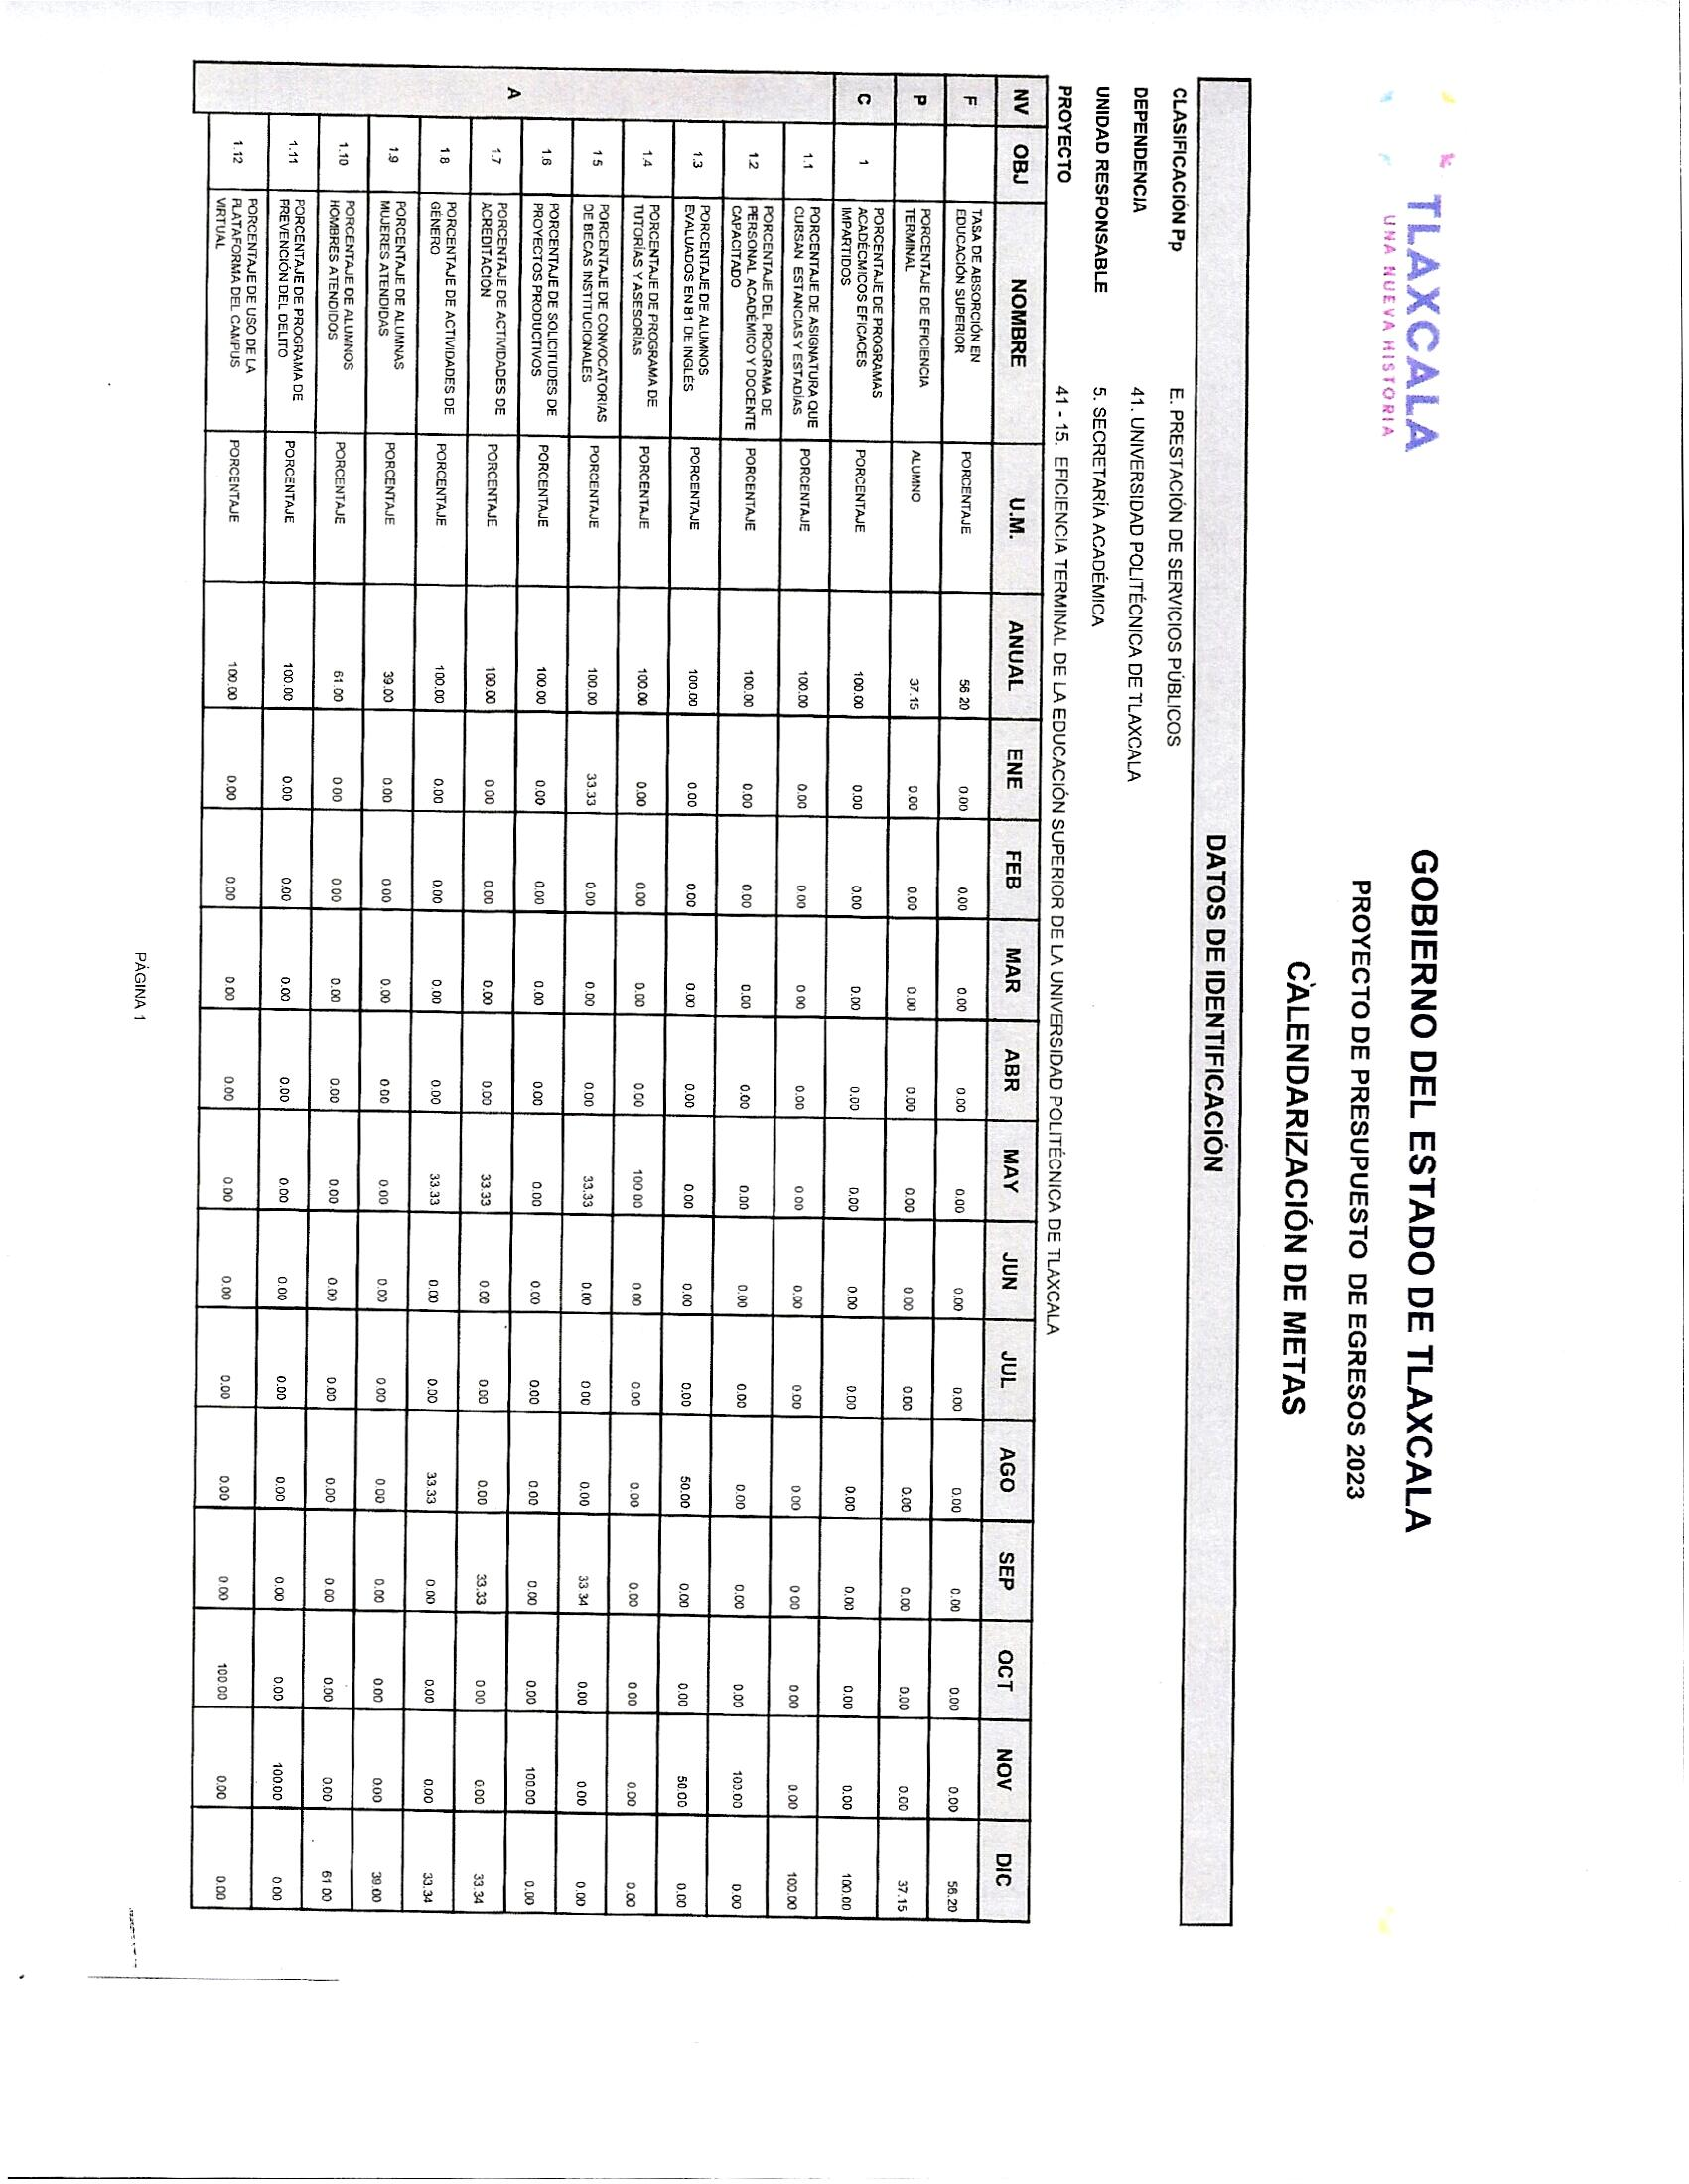 TLAXCALA
UNA NUEVA HISTORIA
GOBIERNO DEL ESTADO DE TLAXCALA
PROYECTO DE PRESUPUESTO DE EGRESOS 2023
CALENDARIZACIÓN DE METAS
DATOS DE IDENTIFICACIÓN
CLASIFICACIÓN Pp E. PRESTACIÓN DE SERVICIOS PÚBLICOS
DEPENDENCIA 41. UNIVERSIDAD POLITÉCNICA DE TLAXCALA
UNIDAD RESPONSABLE 5. SECRETARÍA ACADÉMICA
PROYECTO 41 - 15. EFICIENCIA TERMINAL DE LA EDUCACIÓN SUPERIOR DE LA UNIVERSIDAD POLITÉCNICA DE TLAXCALA
NV OBJ NOMBRE U.M. ANUAL ENE FEB MAR ABR MAY JUN JUL AGO SEP OCT NOV DIC
F TASA DE ABSORCIÓN EN
EDUCACIÓN SUPERIOR PORCENTAJE 56.20 0.00 0.00 0.00 0.00 0.00 0.00 0.00 0.00 0.00 0.00 0.00 56.20
P PORCENTAJE DE EFICIENCIA
TERMINAL ALUMNO 37.15 0.00 0.00 0.00 0.00 0.00 0.00 0.00 0.00 0.00 0.00 0.00 37.15
C 1 PORCENTAJE DE PROGRAMAS
ACADÉCMICOS EFICACES
IMPARTIDOS PORCENTAJE 100.00 0.00 0.00 0.00 0.00 0.00 0.00 0.00 0.00 0.00 0.00 0.00 100.00
A
1.1 PORCENTAJE DE ASIGNATURA QUE
CURSAN ESTANCIAS Y ESTADÍAS PORCENTAJE 100.00 0.00 0.00 0.00 0.00 0.00 0.00 0.00 0.00 0.00 0.00 0.00 100.00
1.2 PORCENTAJE DEL PROGRAMA DE
PERSONAL ACADÉMICO Y DOCENTE
CAPACITADO PORCENTAJE 100.00 0.00 0.00 0.00 0.00 0.00 0.00 0.00 0.00 0.00 0.00 100.00 0.00
1.3 PORCENTAJE DE ALUMNOS
EVALUADOS EN B1 DE INGLÉS PORCENTAJE 100.00 0.00 0.00 0.00 0.00 0.00 0.00 0.00 50.00 0.00 0.00 50.00 0.00
1.4 PORCENTAJE DE PROGRAMA DE
TUTORÍAS Y ASESORÍAS PORCENTAJE 100.00 0.00 0.00 0.00 0.00 100.00 0.00 0.00 0.00 0.00 0.00 0.00 0.00
1.5 PORCENTAJE DE CONVOCATORIAS
DE BECAS INSTITUCIONALES PORCENTAJE 100.00 33.33 0.00 0.00 0.00 33.33 0.00 0.00 0.00 33.34 0.00 0.00 0.00
1.6 PORCENTAJE DE SOLICITUDES DE
PROYECTOS PRODUCTIVOS PORCENTAJE 100.00 0.00 0.00 0.00 0.00 0.00 0.00 0.00 0.00 0.00 0.00 100.00 0.00
1.7 PORCENTAJE DE ACTIVIDADES DE
ACREDITACIÓN PORCENTAJE 100.00 0.00 0.00 0.00 0.00 33.33 0.00 0.00 0.00 33.33 0.00 0.00 33.34
1.8 PORCENTAJE DE ACTIVIDADES DE
GÉNERO PORCENTAJE 100.00 0.00 0.00 0.00 0.00 33.33 0.00 0.00 33.33 0.00 0.00 0.00 33.34
1.9 PORCENTAJE DE ALUMNAS
MUJERES ATENDIDAS PORCENTAJE 39.00 0.00 0.00 0.00 0.00 0.00 0.00 0.00 0.00 0.00 0.00 0.00 39.00
1.10 PORCENTAJE DE ALUMNOS
HOMBRES ATENDIDOS PORCENTAJE 61.00 0.00 0.00 0.00 0.00 0.00 0.00 0.00 0.00 0.00 0.00 0.00 61.00
1.11 PORCENTAJE DE PROGRAMA DE
PREVENCIÓN DEL DELITO PORCENTAJE 100.00 0.00 0.00 0.00 0.00 0.00 0.00 0.00 0.00 0.00 0.00 100.00 0.00
1.12 PORCENTAJE DE USO DE LA
PLATAFORMA DEL CAMPUS
VIRTUAL PORCENTAJE 100.00 0.00 0.00 0.00 0.00 0.00 0.00 0.00 0.00 0.00 100.00 0.00 0.00
PÁGINA 1